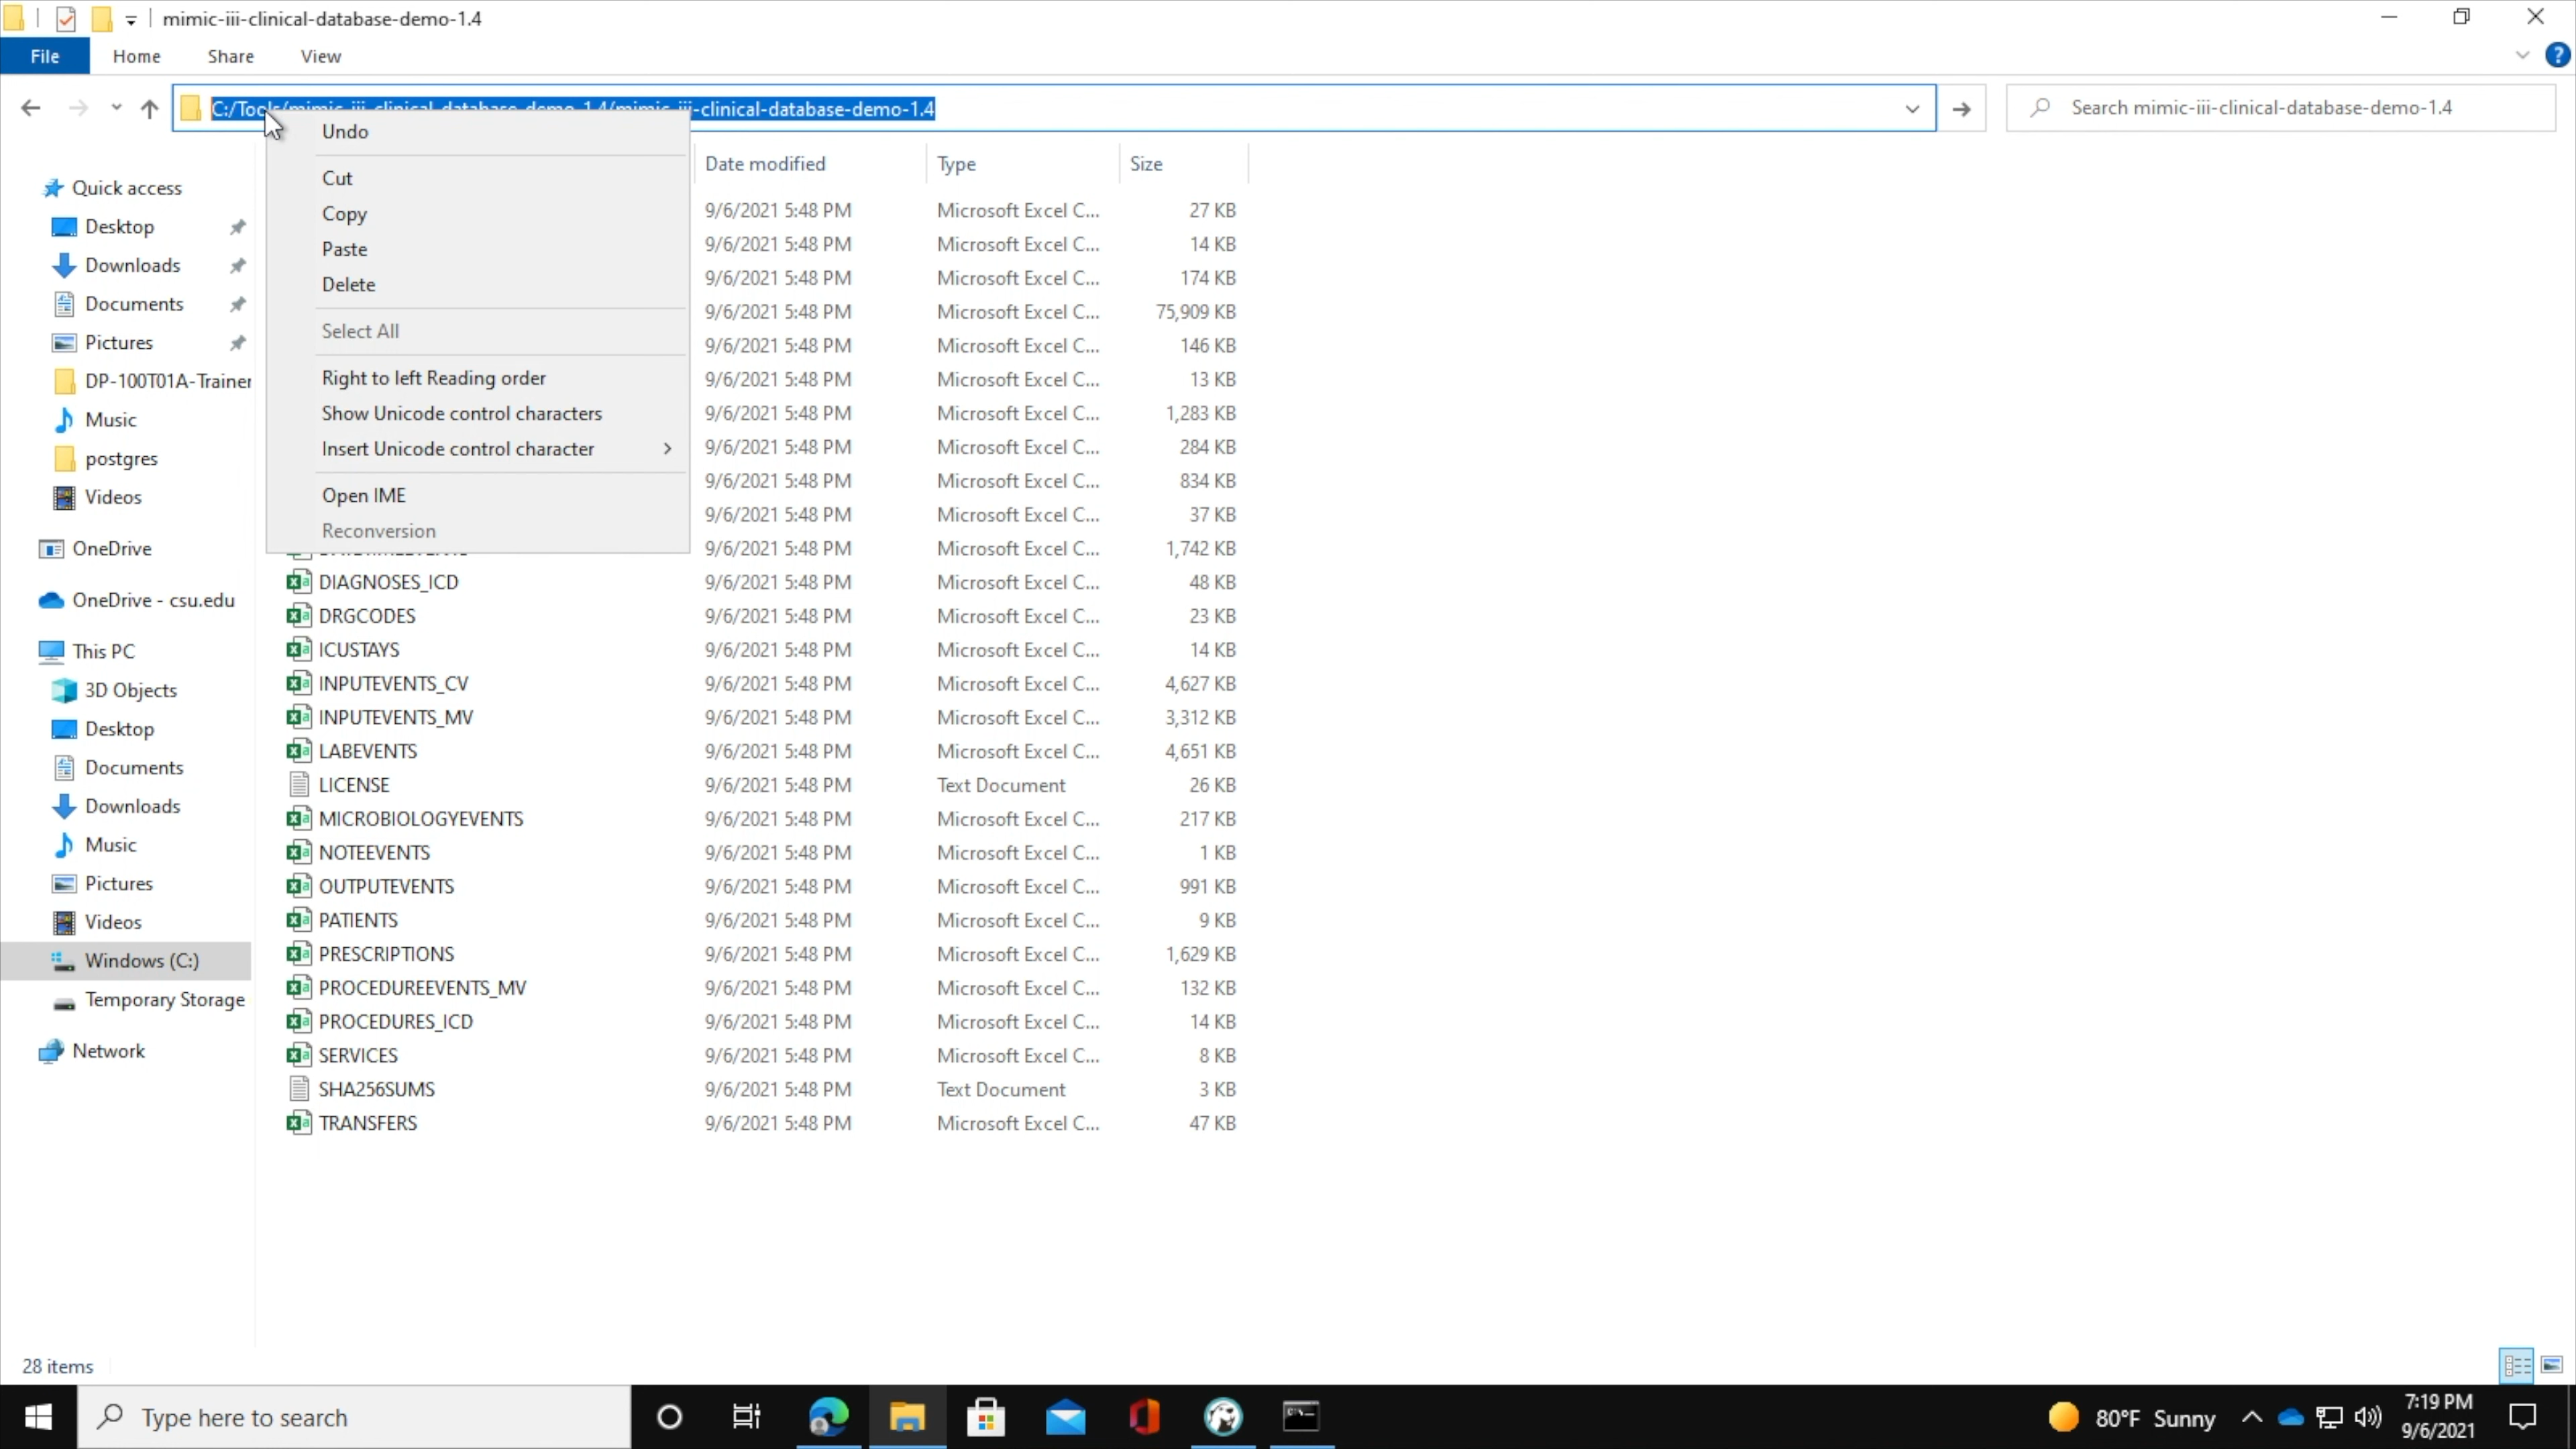 mimic-iii-clinical-database-demo-1.4
File Home Share View
C:/Tools/mimic-iii-clinical-database-demo-1.4/mimic-iii-clinical-database-demo-1.4
Search mimic-iii-clinical-database-demo-1.4
Undo
Cut
Copy
Paste
Delete
Select All
Right to left Reading order
Show Unicode control characters
Insert Unicode control character
Open IME
Reconversion
Quick access
Desktop
Downloads
Documents
Pictures
DP-100T01A-Trainer
Music
postgres
Videos
OneDrive
OneDrive - csu.edu
This PC
3D Objects
Desktop
Documents
Downloads
Music
Pictures
Videos
Windows (C:)
Temporary Storage
Network
Date modified Type Size
9/6/2021 5:48 PM Microsoft Excel C... 27 KB
9/6/2021 5:48 PM Microsoft Excel C... 14 KB
9/6/2021 5:48 PM Microsoft Excel C... 174 KB
9/6/2021 5:48 PM Microsoft Excel C... 75,909 KB
9/6/2021 5:48 PM Microsoft Excel C... 146 KB
9/6/2021 5:48 PM Microsoft Excel C... 13 KB
9/6/2021 5:48 PM Microsoft Excel C... 1,283 KB
9/6/2021 5:48 PM Microsoft Excel C... 284 KB
9/6/2021 5:48 PM Microsoft Excel C... 834 KB
9/6/2021 5:48 PM Microsoft Excel C... 37 KB
9/6/2021 5:48 PM Microsoft Excel C... 1,742 KB
DIAGNOSES_ICD 9/6/2021 5:48 PM Microsoft Excel C... 48 KB
DRGCODES 9/6/2021 5:48 PM Microsoft Excel C... 23 KB
ICUSTAYS 9/6/2021 5:48 PM Microsoft Excel C... 14 KB
INPUTEVENTS_CV 9/6/2021 5:48 PM Microsoft Excel C... 4,627 KB
INPUTEVENTS_MV 9/6/2021 5:48 PM Microsoft Excel C... 3,312 KB
LABEVENTS 9/6/2021 5:48 PM Microsoft Excel C... 4,651 KB
LICENSE 9/6/2021 5:48 PM Text Document 26 KB
MICROBIOLOGYEVENTS 9/6/2021 5:48 PM Microsoft Excel C... 217 KB
NOTEEVENTS 9/6/2021 5:48 PM Microsoft Excel C... 1 KB
OUTPUTEVENTS 9/6/2021 5:48 PM Microsoft Excel C... 991 KB
PATIENTS 9/6/2021 5:48 PM Microsoft Excel C... 9 KB
PRESCRIPTIONS 9/6/2021 5:48 PM Microsoft Excel C... 1,629 KB
PROCEDUREEVENTS_MV 9/6/2021 5:48 PM Microsoft Excel C... 132 KB
PROCEDURES_ICD 9/6/2021 5:48 PM Microsoft Excel C... 14 KB
SERVICES 9/6/2021 5:48 PM Microsoft Excel C... 8 KB
SHA256SUMS 9/6/2021 5:48 PM Text Document 3 KB
TRANSFERS 9/6/2021 5:48 PM Microsoft Excel C... 47 KB
28 items
Type here to search
80°F Sunny
7:19 PM
9/6/2021